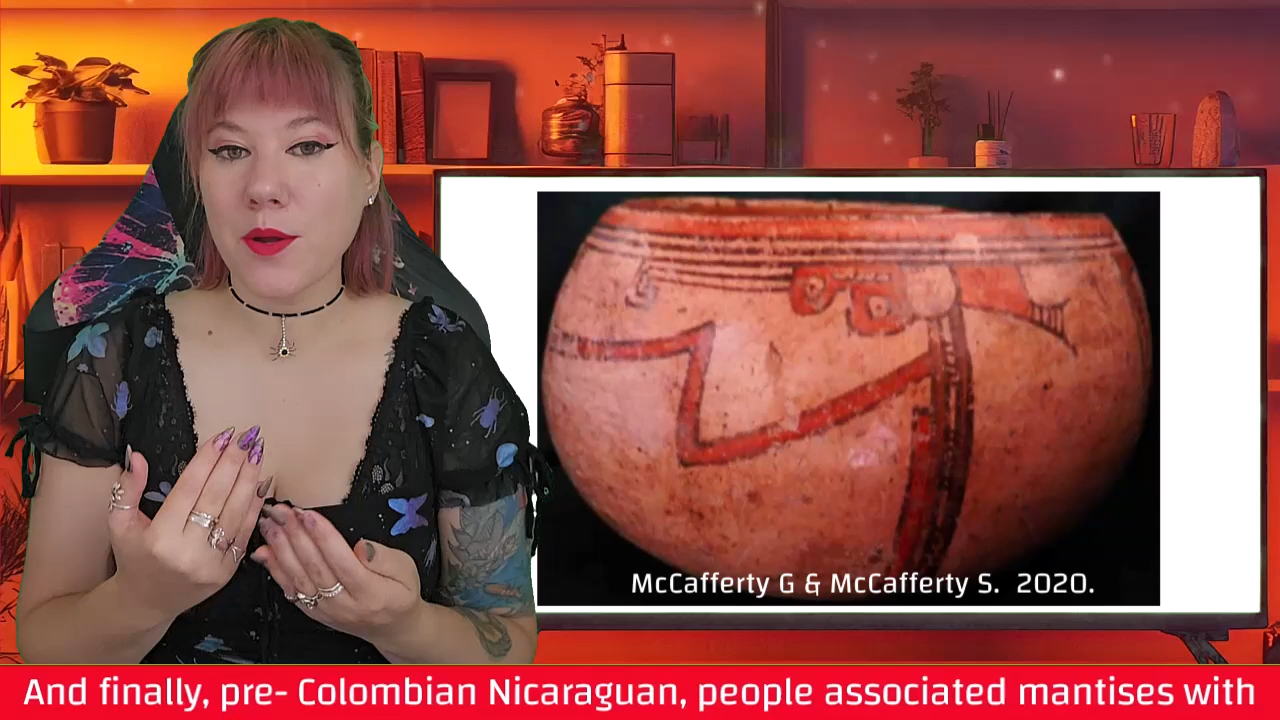 McCafferty G & McCafferty S. 2020.
And finally, pre- Colombian Nicaraguan, people associated mantises with